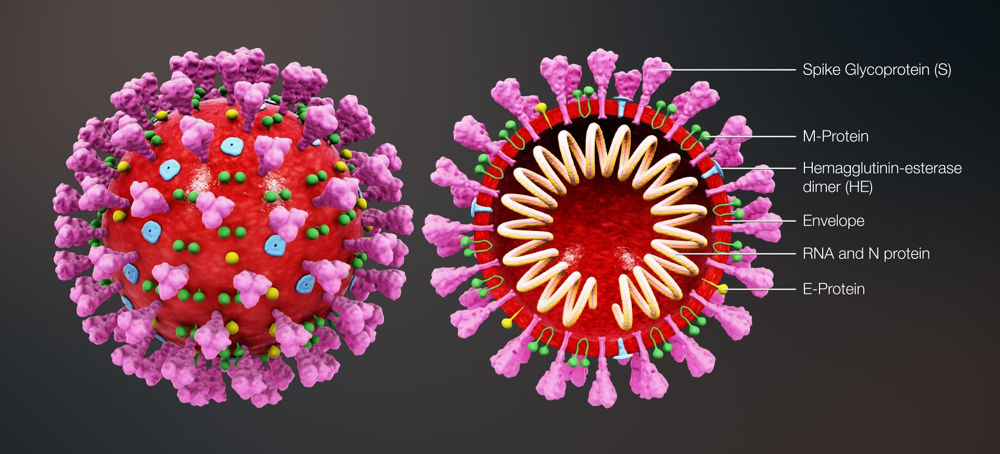 Spike Glycoprotein (S)
M-Protein
Hemagglutinin-esterase
dimer (HE)
Envelope
RNA and N protein
E-Protein